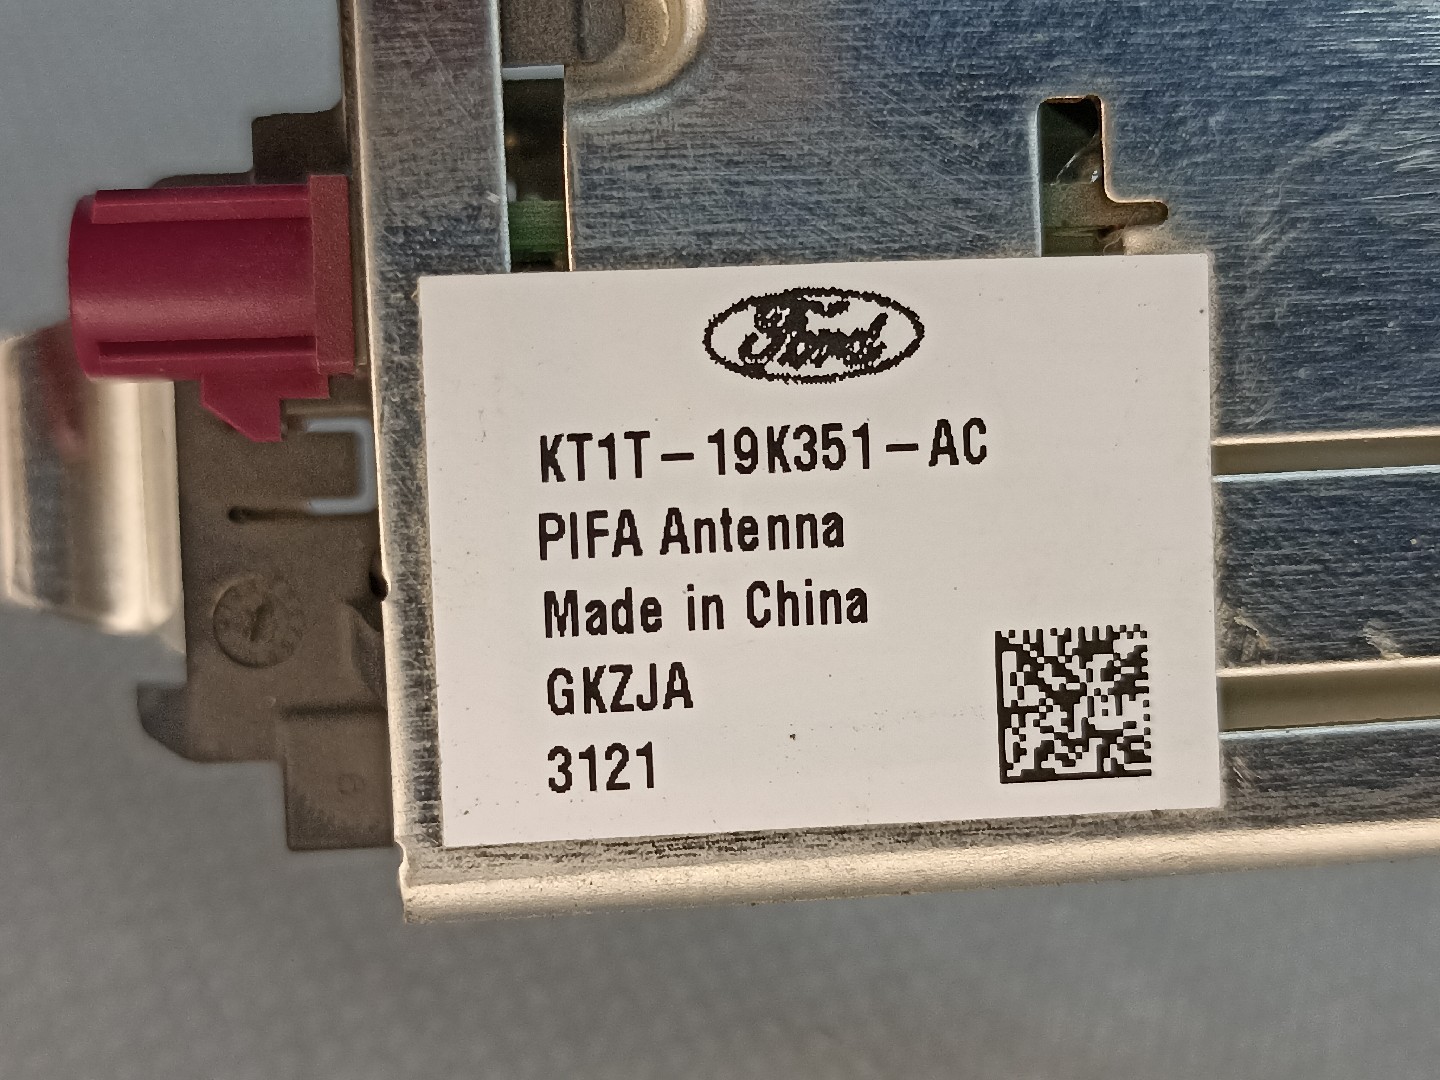 Ford
KT1T-19K351-AC
PIFA Antenna
Made in China
GKZJA
3121